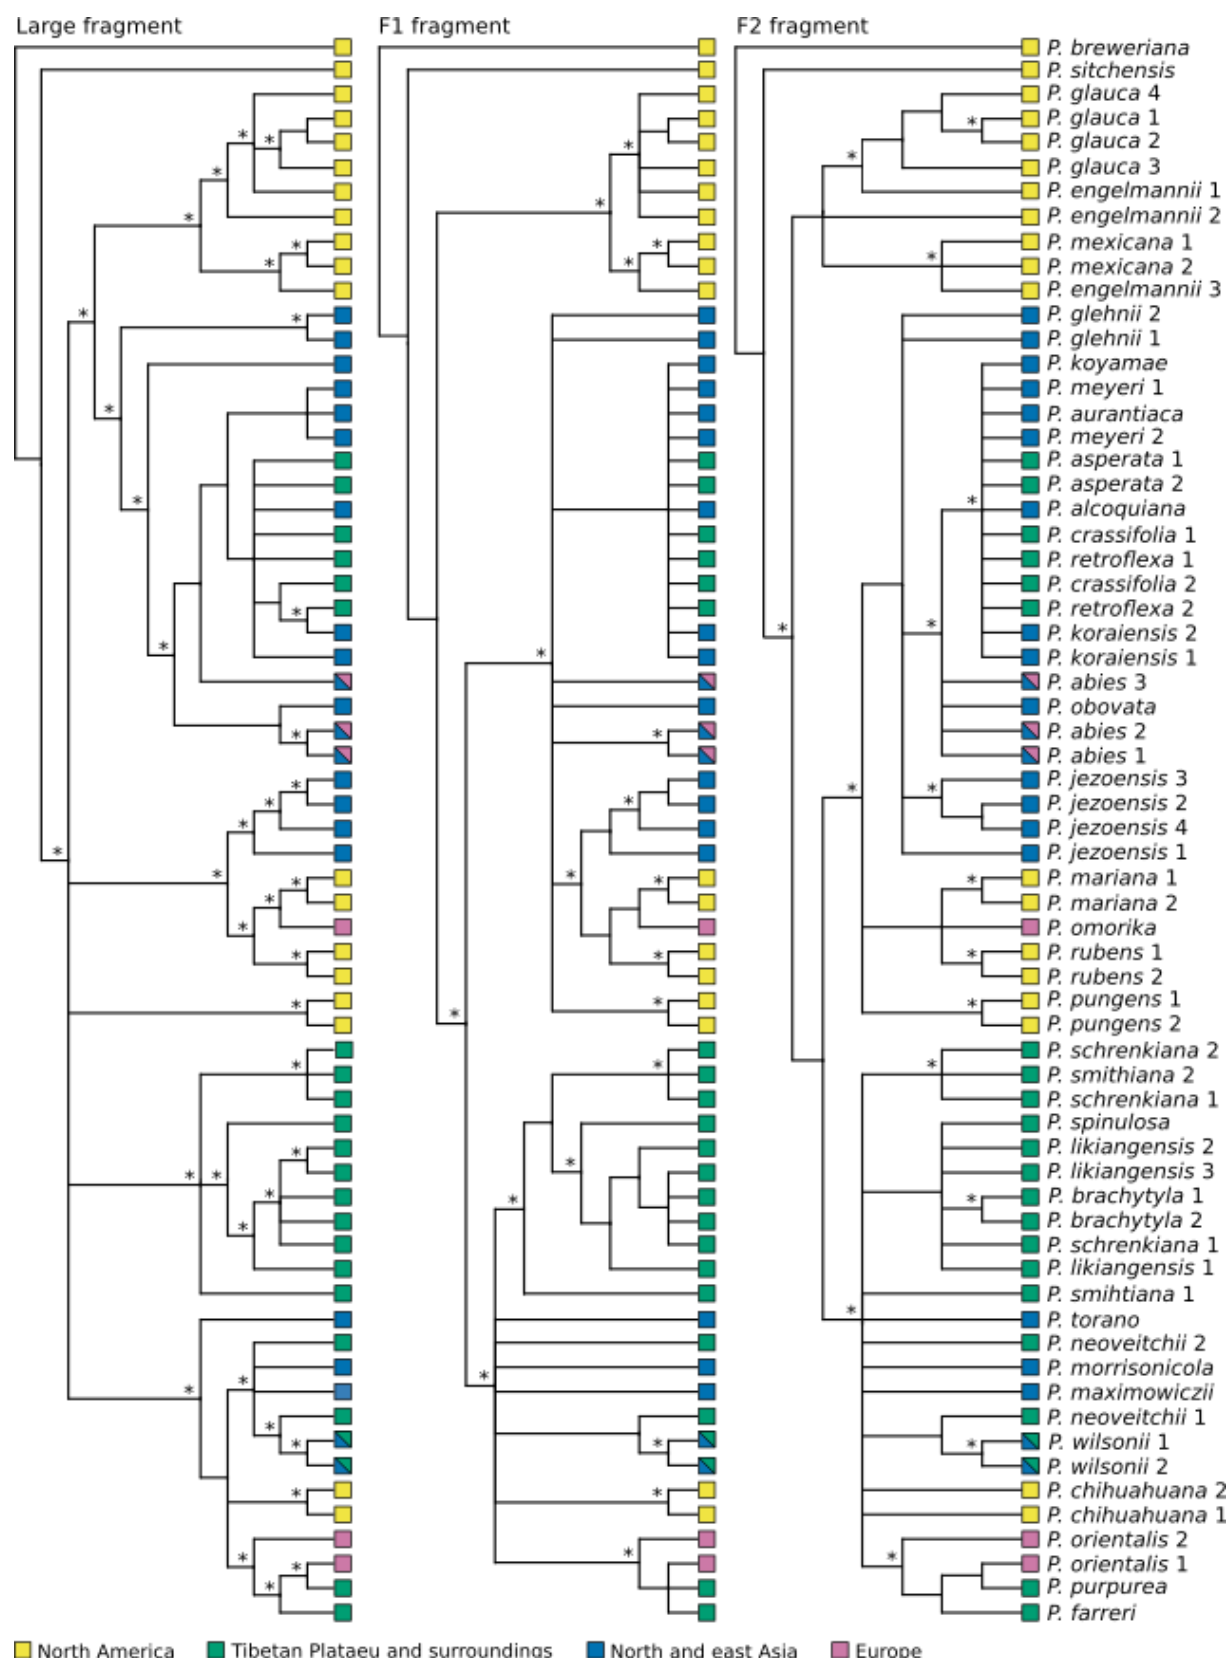 Large fragment F1 fragment F2 fragment
P. breweriana
P. sitchensis
P. glauca 4
P. glauca 1
P. glauca 2
P. glauca 3
P. engelmannii 1
P. engelmannii 2
P. mexicana 1
P. mexicana 2
P. engelmannii 3
P. glehnii 2
P. glehnii 1
P. koyamae
P. meyeri 1
P. aurantiaca
P. meyeri 2
P. asperata 1
P. asperata 2
P. alcoquiana
P. crassifolia 1
P. retroflexa 1
P. crassifolia 2
P. retroflexa 2
P. koraiensis 2
P. koraiensis 1
P. abies 3
P. obovata
P. abies 2
P. abies 1
P. jezoensis 3
P. jezoensis 2
P. jezoensis 4
P. jezoensis 1
P. mariana 1
P. mariana 2
P. omorika
P. rubens 1
P. rubens 2
P. pungens 1
P. pungens 2
P. schrenkiana 2
P. smithiana 2
P. schrenkiana 1
P. spinulosa
P. likiangensis 2
P. likiangensis 3
P. brachytyla 1
P. brachytyla 2
P. schrenkiana 1
P. likiangensis 1
P. smihtiana 1
P. torano
P. neoveitchii 2
P. morrisonicola
P. maximowiczii
P. neoveitchii 1
P. wilsonii 1
P. wilsonii 2
P. chihuahuana 2
P. chihuahuana 1
P. orientalis 2
P. orientalis 1
P. purpurea
P. farreri
North America Tibetan Plataeu and surroundings North and east Asia Europe